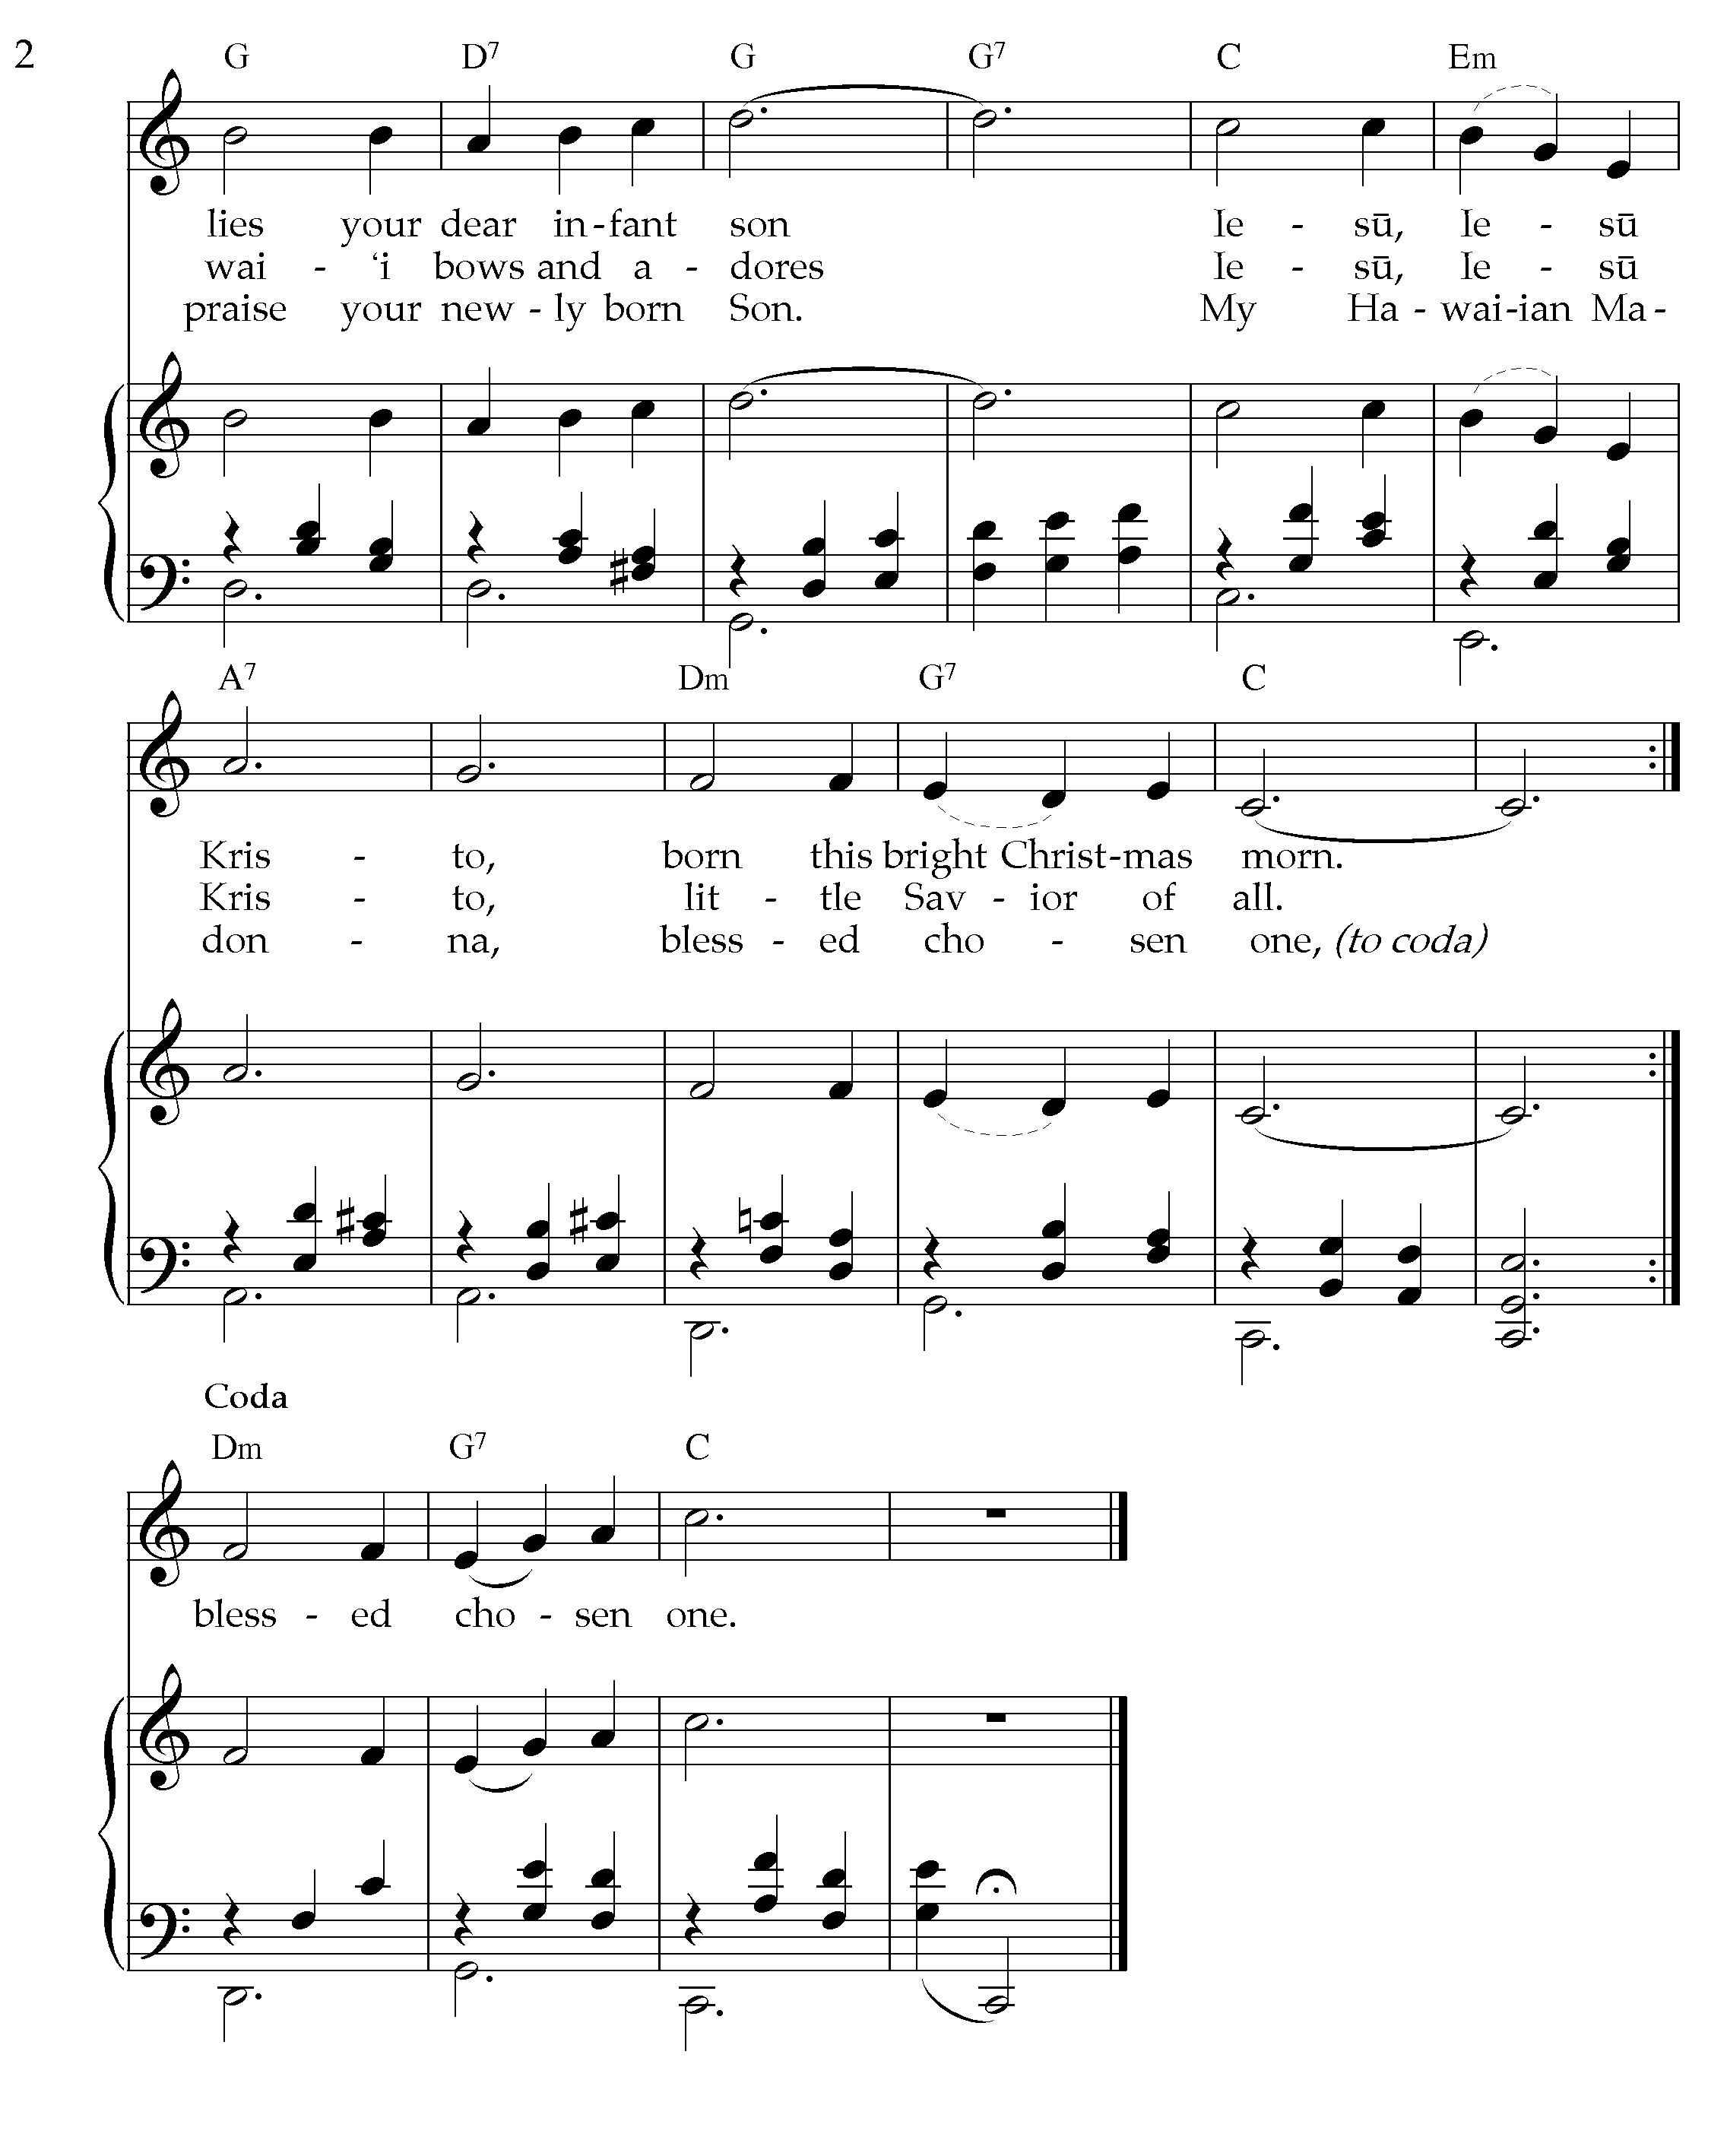 2
G D7 G G7 C Em
lies your dear in-fant son Ie - sū, Ie - sū
wai - ‘i bows and a - dores Ie - sū, Ie - sū
praise your new - ly born Son. My Ha - wai-ian Ma -
A7 Dm G7 C
Kris - to, born this bright Christ-mas morn.
Kris - to, lit - tle Sav - ior of all.
don - na, bless - ed cho - sen one, (to coda)
Coda
Dm G7 C
bless - ed cho - sen one.